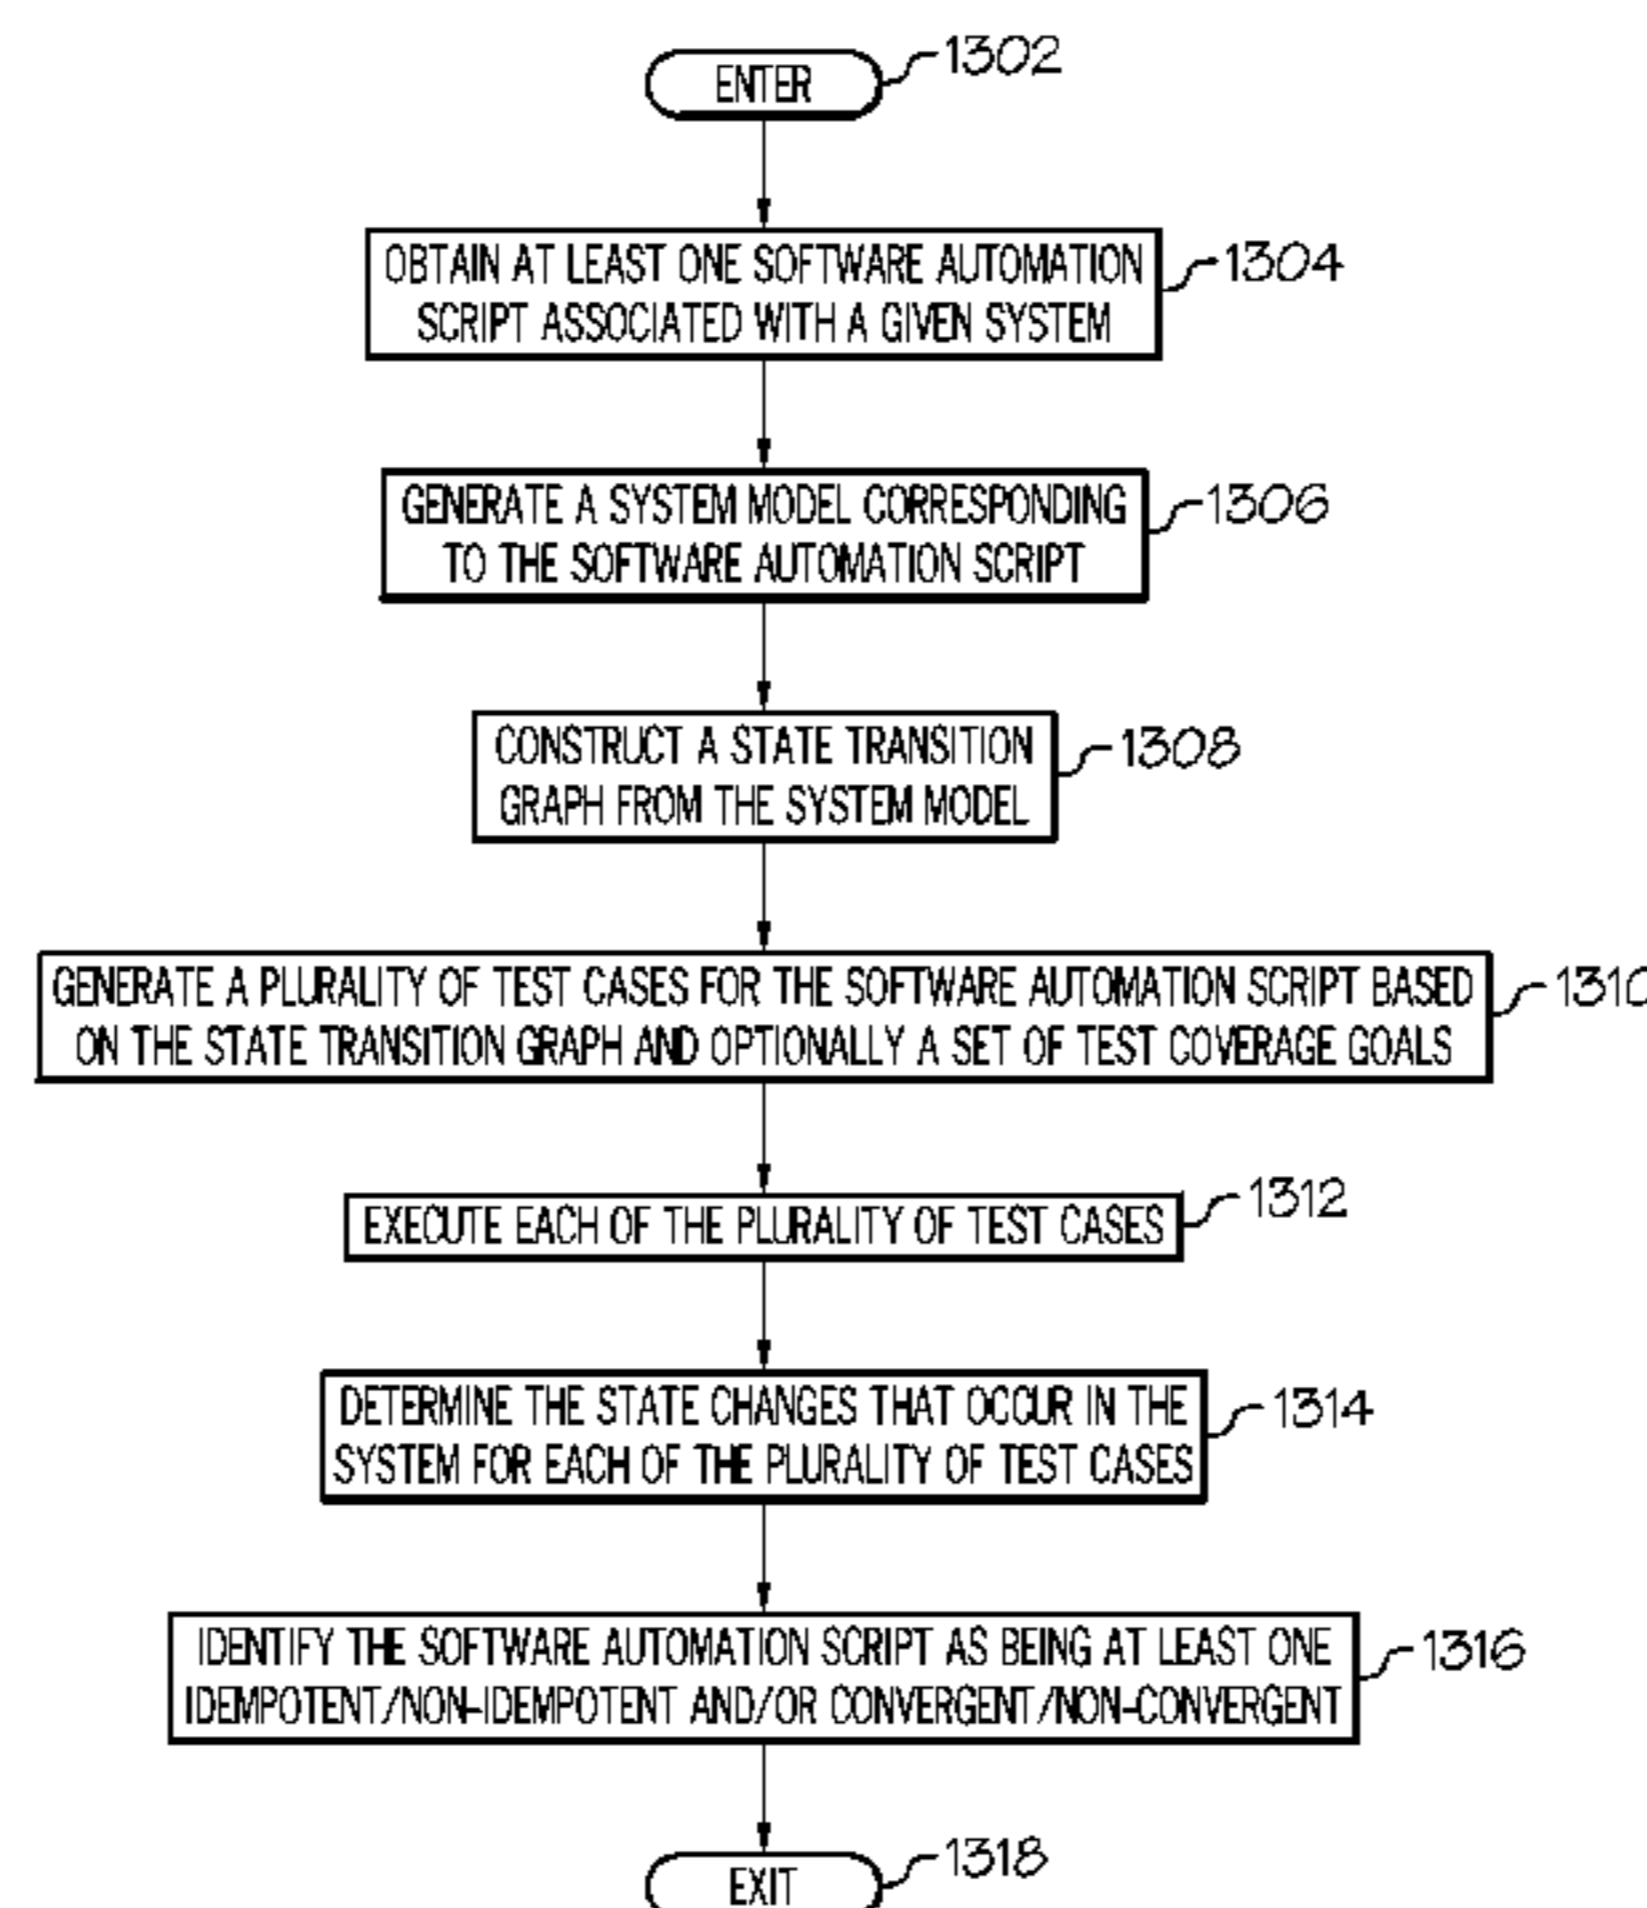 ENTER
1302
OBTAIN AT LEAST ONE SOFTWARE AUTOMATION
SCRIPT ASSOCIATED WITH A GIVEN SYSTEM
1304
GENERATE A SYSTEM MODEL CORRESPONDING
TO THE SOFTWARE AUTOMATION SCRIPT
1306
CONSTRUCT A STATE TRANSITION
GRAPH FROM THE SYSTEM MODEL
1308
GENERATE A PLURALITY OF TEST CASES FOR THE SOFTWARE AUTOMATION SCRIPT BASED
ON THE STATE TRANSITION GRAPH AND OPTIONALLY A SET OF TEST COVERAGE GOALS
1310
EXECUTE EACH OF THE PLURALITY OF TEST CASES
1312
DETERMINE THE STATE CHANGES THAT OCCUR IN THE
SYSTEM FOR EACH OF THE PLURALITY OF TEST CASES
1314
IDENTIFY THE SOFTWARE AUTOMATION SCRIPT AS BEING AT LEAST ONE
IDEMPOTENT/NON-IDEMPOTENT AND/OR CONVERGENT/NON-CONVERGENT
1316
EXIT
1318